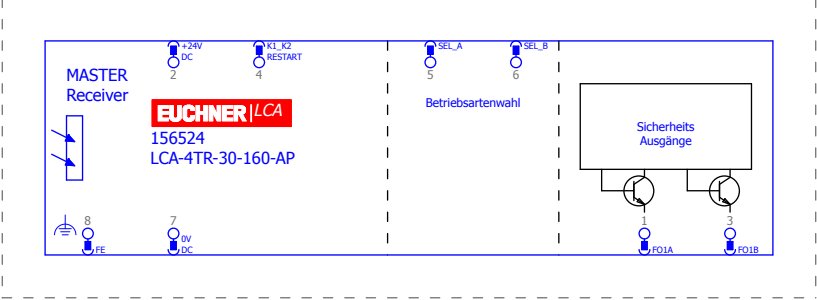 +24V
DC
2
K1_K2
RESTART
4
SEL_A
5
SEL_B
6
MASTER
Receiver
EUCHNER LCA
156524
LCA-4TR-30-160-AP
Betriebsartenwahl
Sicherheits
Ausgänge
8
FE
7
0V
DC
1
FO1A
3
FO1B